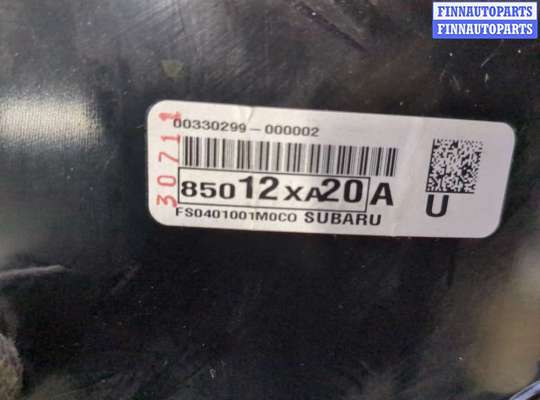 FINNAUTOPARTS
FINNAUTOPARTS
00330299-000002
30711
85012XA20A
U
FS0401001M0C0 SUBARU